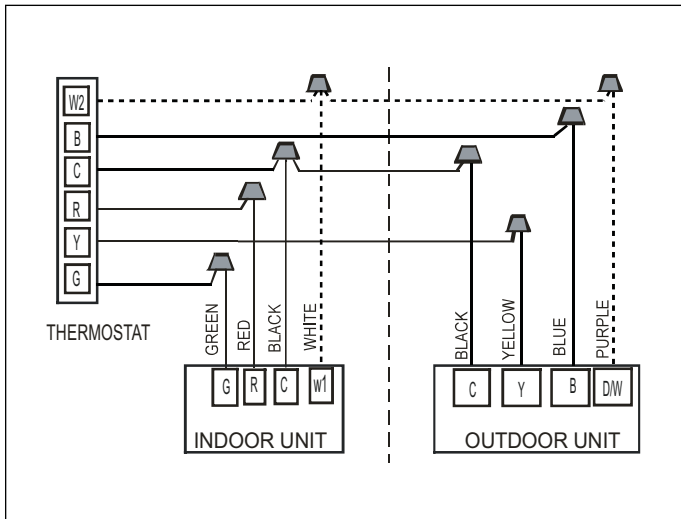 W2
B
C
R
Y
G
THERMOSTAT
GREEN
RED
BLACK
WHITE
BLACK
YELLOW
BLUE
PURPLE
G R C w1
INDOOR UNIT
C Y B D/W
OUTDOOR UNIT